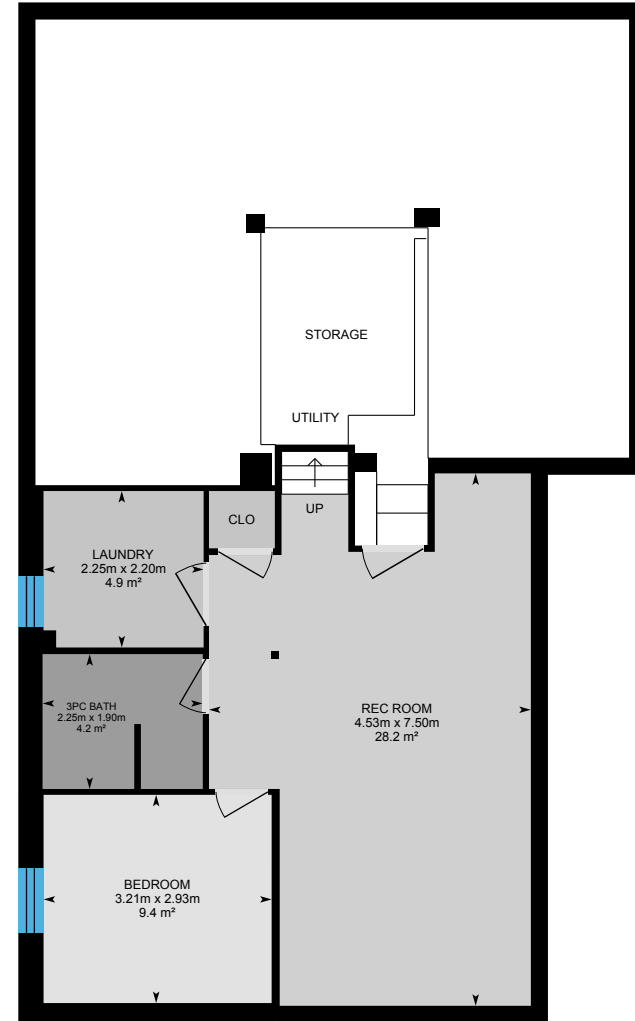 STORAGE
UTILITY
UP
CLO
LAUNDRY
2.25m x 2.20m
4.9 m²
3PC BATH
2.25m x 1.90m
4.2 m²
REC ROOM
4.53m x 7.50m
28.2 m²
BEDROOM
3.21m x 2.93m
9.4 m²